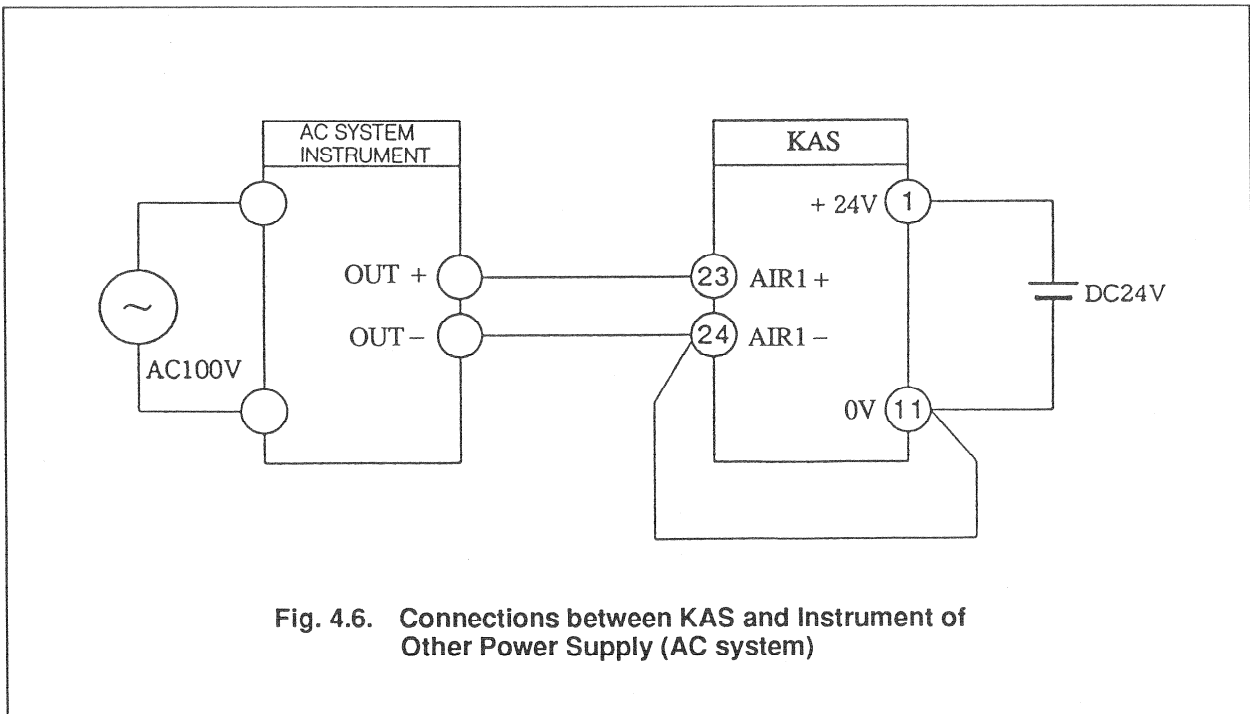 AC SYSTEM
INSTRUMENT
KAS
+ 24V 1
OUT +
23 AIR1 +
DC24V
OUT −
24 AIR1 −
AC100V
0V 11
~
Fig. 4.6. Connections between KAS and Instrument of
Other Power Supply (AC system)